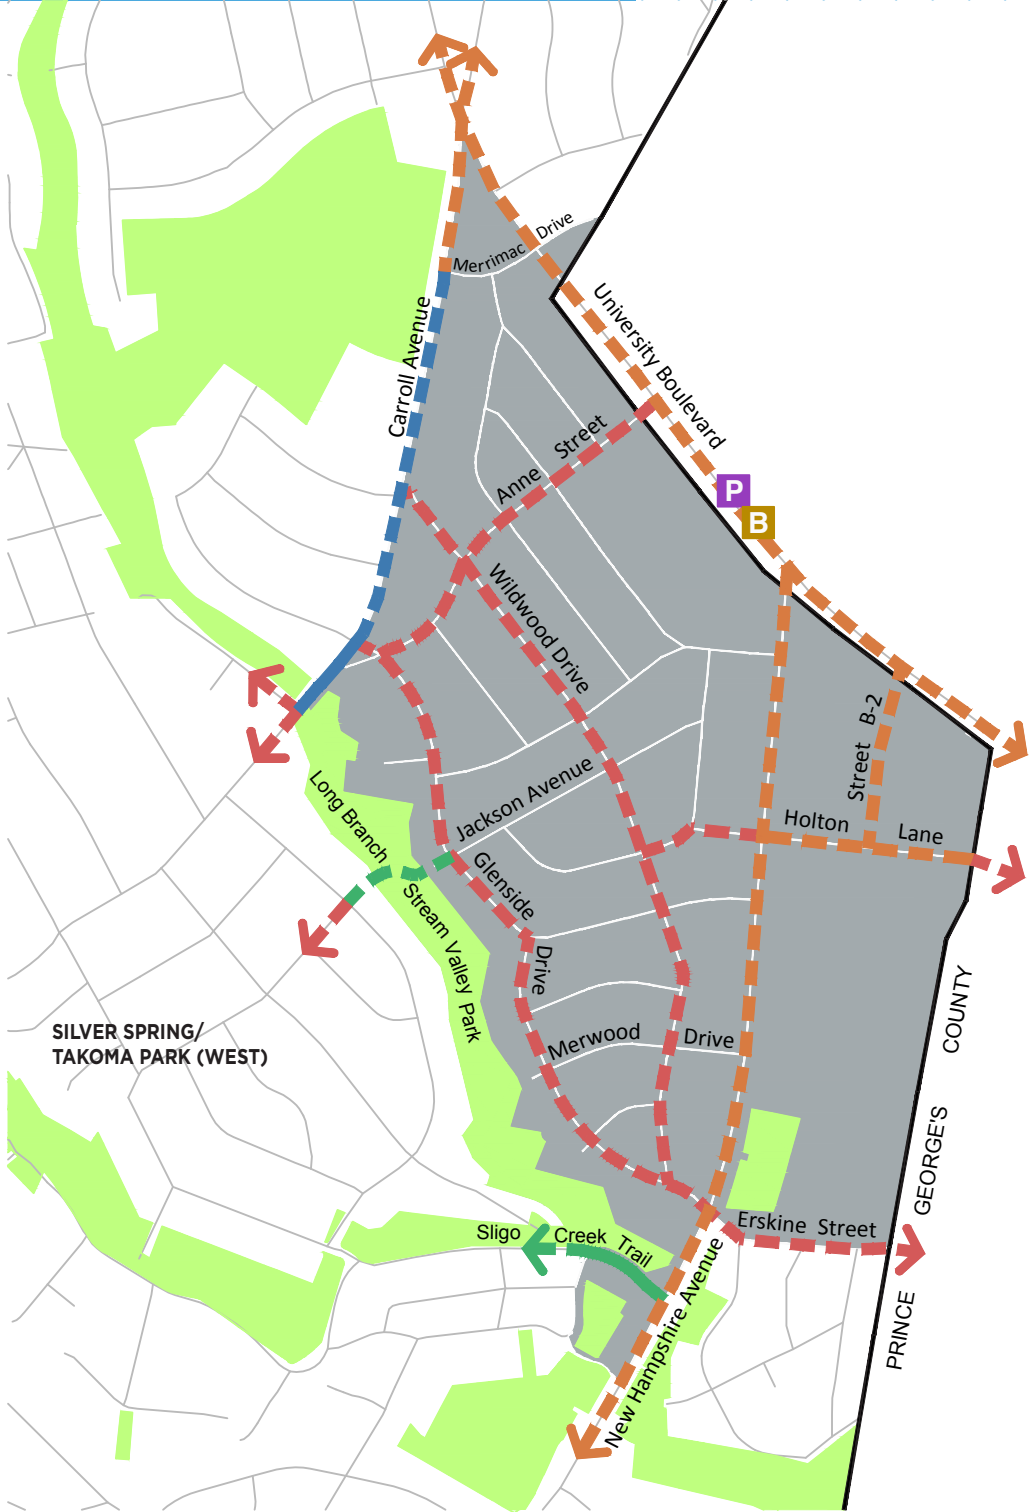 Merrimac Drive
Carroll Avenue
University Boulevard
Anne Street
P
B
Wildwood Drive
Street B-2
Jackson Avenue
Long Branch
Stream Valley Park
Holton Lane
Glenside Drive
SILVER SPRING/
TAKOMA PARK (WEST)
Merwood Drive
PRINCE GEORGE'S COUNTY
Erskine Street
Sligo Creek Trail
New Hampshire Avenue